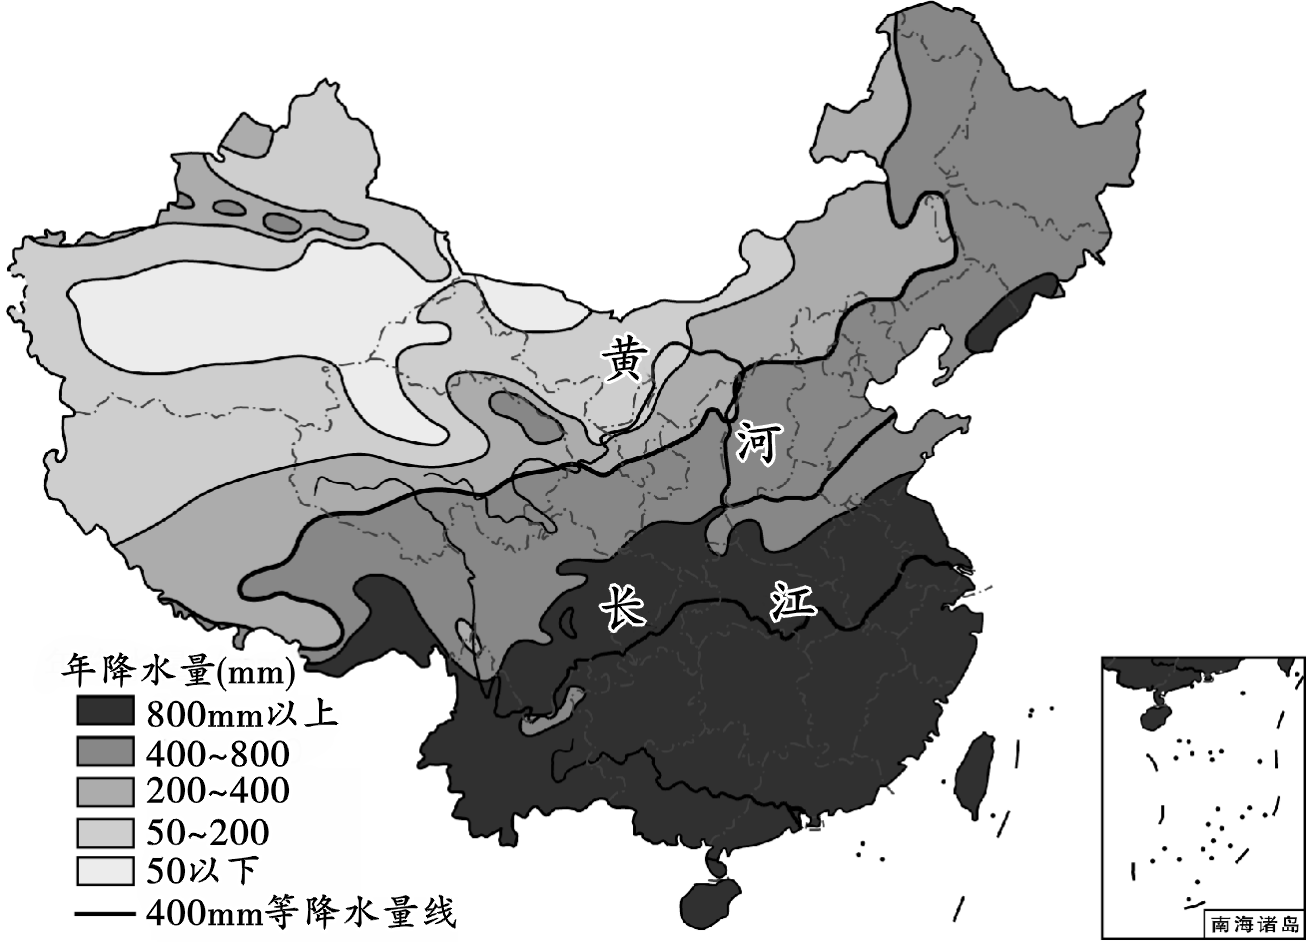 黄
河
长
江
年降水量(mm)
800mm以上
400~800
200~400
50~200
50以下
400mm等降水量线
南海诸岛